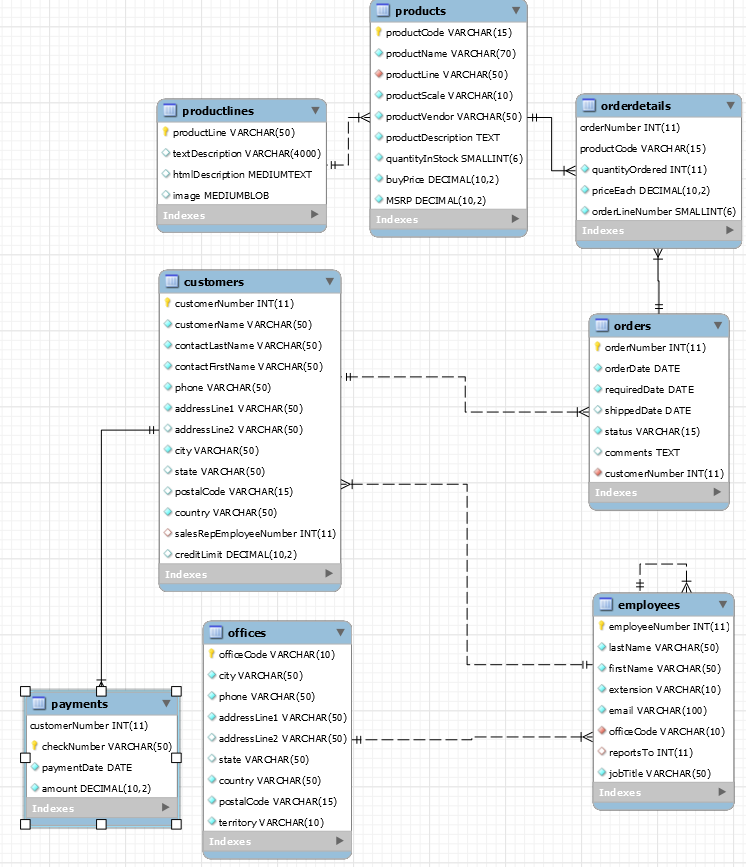 products
productCode VARCHAR(15)
productName VARCHAR(70)
productLine VARCHAR(50)
productScale VARCHAR(10)
productVendor VARCHAR(50)
productDescription TEXT
quantityInStock SMALLINT(6)
buyPrice DECIMAL(10,2)
MSRP DECIMAL(10,2)
Indexes
productlines
productLine VARCHAR(50)
textDescription VARCHAR(4000)
htmlDescription MEDIUMTEXT
image MEDIUMBLOB
Indexes
orderdetails
orderNumber INT(11)
productCode VARCHAR(15)
quantityOrdered INT(11)
priceEach DECIMAL(10,2)
orderLineNumber SMALLINT(6)
Indexes
customers
customerNumber INT(11)
customerName VARCHAR(50)
contactLastName VARCHAR(50)
contactFirstName VARCHAR(50)
phone VARCHAR(50)
addressLine1 VARCHAR(50)
addressLine2 VARCHAR(50)
city VARCHAR(50)
state VARCHAR(50)
postalCode VARCHAR(15)
country VARCHAR(50)
salesRepEmployeeNumber INT(11)
creditLimit DECIMAL(10,2)
Indexes
orders
orderNumber INT(11)
orderDate DATE
requiredDate DATE
shippedDate DATE
status VARCHAR(15)
comments TEXT
customerNumber INT(11)
Indexes
employees
employeeNumber INT(11)
lastName VARCHAR(50)
firstName VARCHAR(50)
extension VARCHAR(10)
email VARCHAR(100)
officeCode VARCHAR(10)
reportsTo INT(11)
jobTitle VARCHAR(50)
Indexes
offices
officeCode VARCHAR(10)
city VARCHAR(50)
phone VARCHAR(50)
addressLine1 VARCHAR(50)
addressLine2 VARCHAR(50)
state VARCHAR(50)
country VARCHAR(50)
postalCode VARCHAR(15)
territory VARCHAR(10)
Indexes
payments
customerNumber INT(11)
checkNumber VARCHAR(50)
paymentDate DATE
amount DECIMAL(10,2)
Indexes